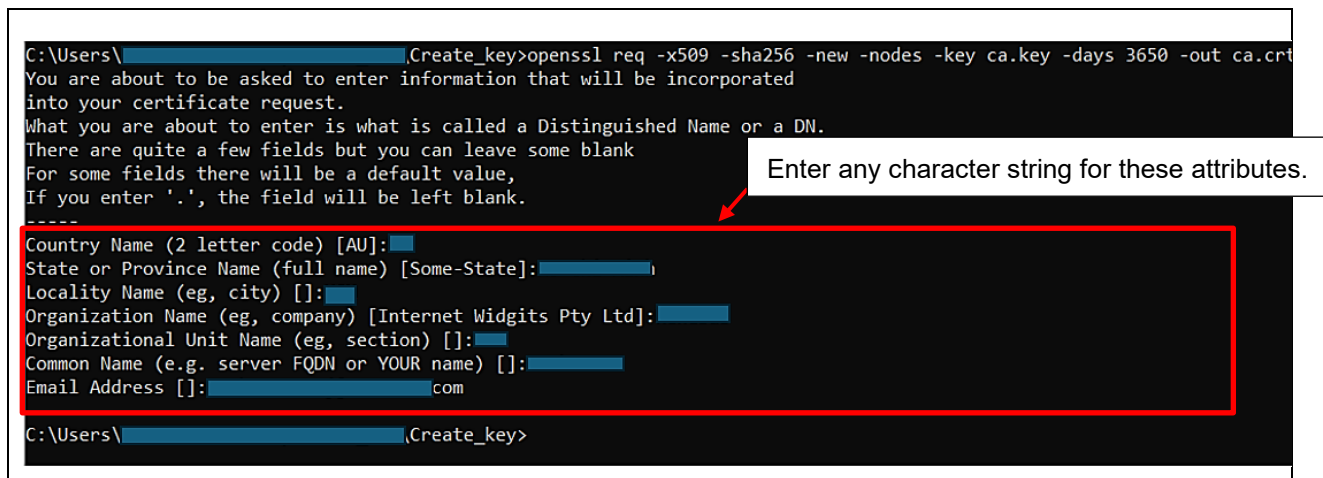 C:\Users\ Create_key>openssl req -x509 -sha256 -new -nodes -key ca.key -days 3650 -out ca.crt
You are about to be asked to enter information that will be incorporated
into your certificate request.
What you are about to enter is what is called a Distinguished Name or a DN.
There are quite a few fields but you can leave some blank
For some fields there will be a default value,
If you enter '.', the field will be left blank.
-----
Enter any character string for these attributes.
Country Name (2 letter code) [AU]:
State or Province Name (full name) [Some-State]:
Locality Name (eg, city) []:
Organization Name (eg, company) [Internet Widgits Pty Ltd]:
Organizational Unit Name (eg, section) []:
Common Name (e.g. server FQDN or YOUR name) []:
Email Address []: com
C:\Users\ Create_key>